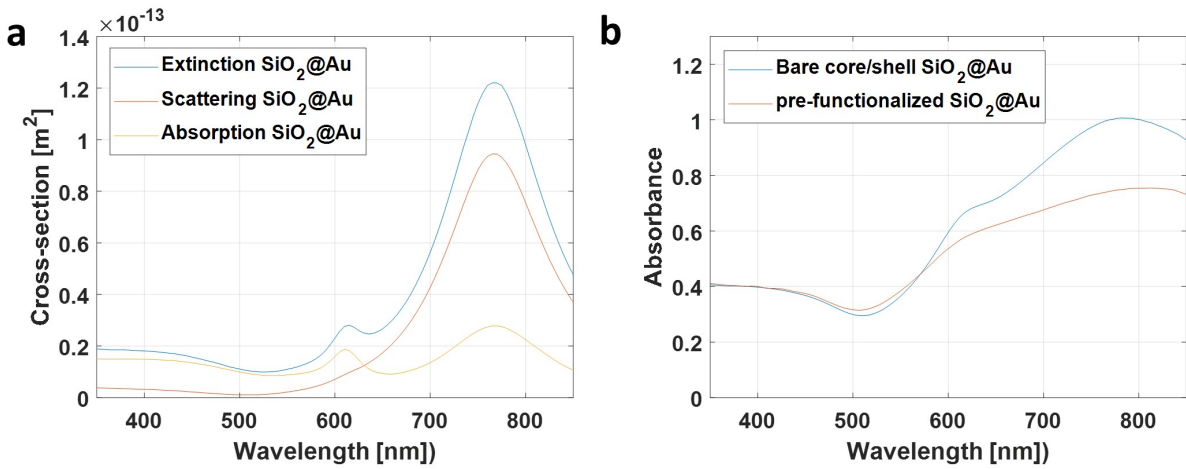 a
×10⁻¹³
1.4
1.2
1
0.8
0.6
0.4
0.2
0
Cross-section [m²]
Extinction SiO₂@Au
Scattering SiO₂@Au
Absorption SiO₂@Au
400 500 600 700 800
Wavelength [nm])
b
1.2
1
0.8
0.6
0.4
0.2
0
Absorbance
Bare core/shell SiO₂@Au
pre-functionalized SiO₂@Au
400 500 600 700 800
Wavelength [nm])